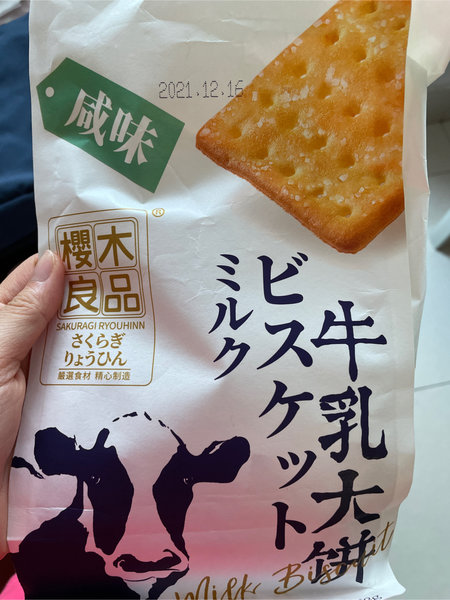 2021.12.16
咸味
®
櫻木
良品
SAKURAGI RYOUHINN
さくらぎ
りょうひん
嚴選食材 精心制造
牛乳大餅
ビスケット
ミルク
Milk Biscuit